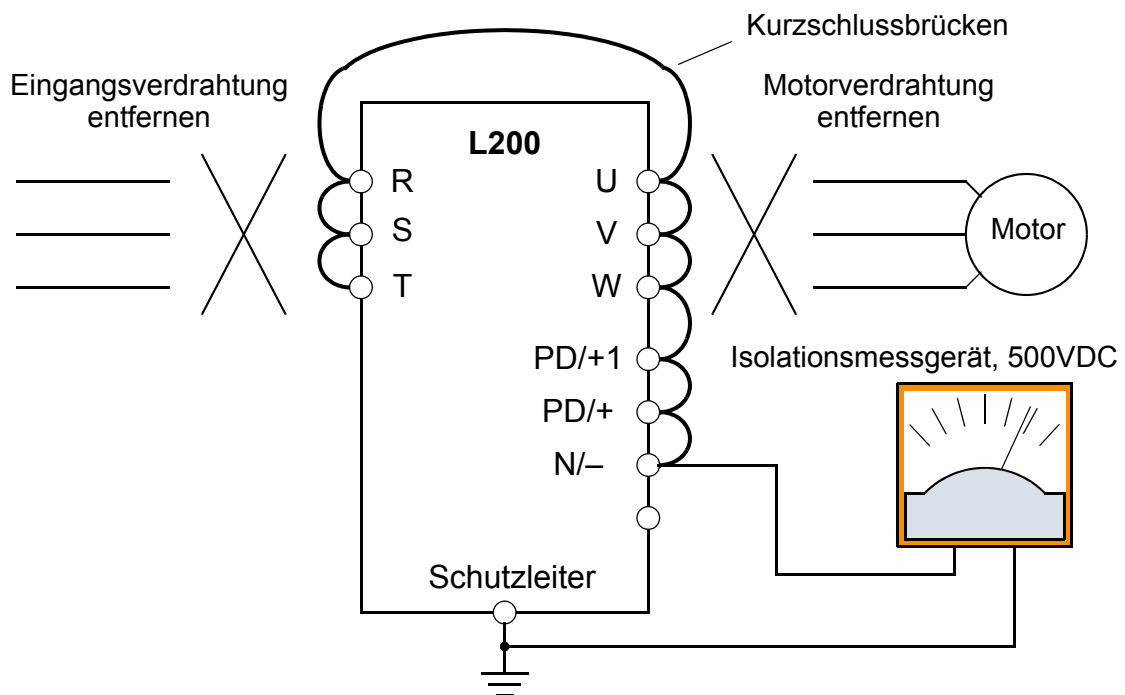 Kurzschlussbrücken
Eingangsverdrahtung
entfernen
Motorverdrahtung
entfernen
L200
R
U
S
V
Motor
T
W
PD/+1
Isolationsmessgerät, 500VDC
PD/+
N/–
Schutzleiter